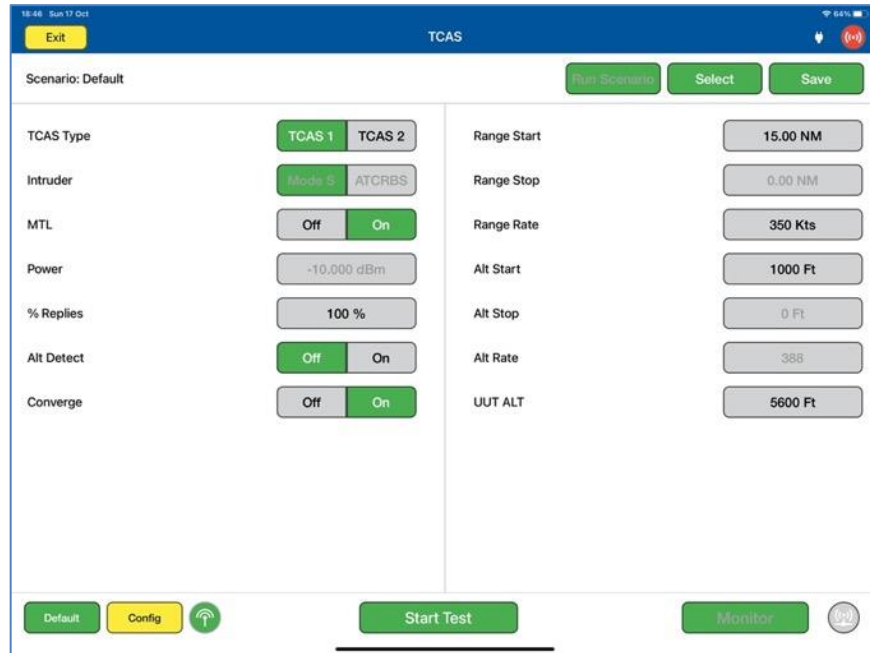 18:46 Sun 17 Oct
64%
Exit
TCAS
Scenario: Default
Run Scenario
Select
Save
TCAS Type
TCAS 1
TCAS 2
Range Start
15.00 NM
Intruder
Mode S
ATCRBS
Range Stop
0.00 NM
MTL
Off
On
Range Rate
350 Kts
Power
-10.000 dBm
Alt Start
1000 Ft
% Replies
100 %
Alt Stop
0 Ft
Alt Detect
Off
On
Alt Rate
388
Converge
Off
On
UUT ALT
5600 Ft
Default
Config
Start Test
Monitor